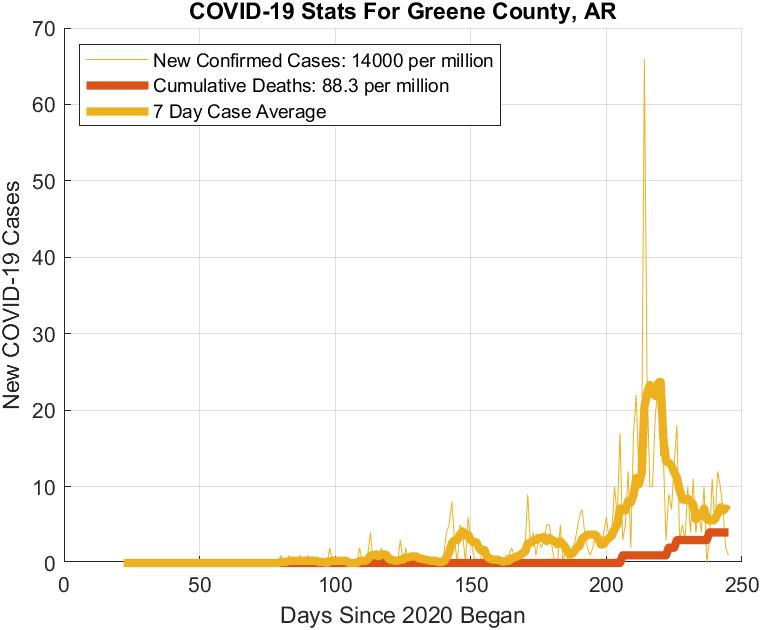 COVID-19 Stats For Greene County, AR
70
60
50
40
30
20
10
0
New Confirmed Cases: 14000 per million
Cumulative Deaths: 88.3 per million
7 Day Case Average
New COVID-19 Cases
0 50 100 150 200 250
Days Since 2020 Began